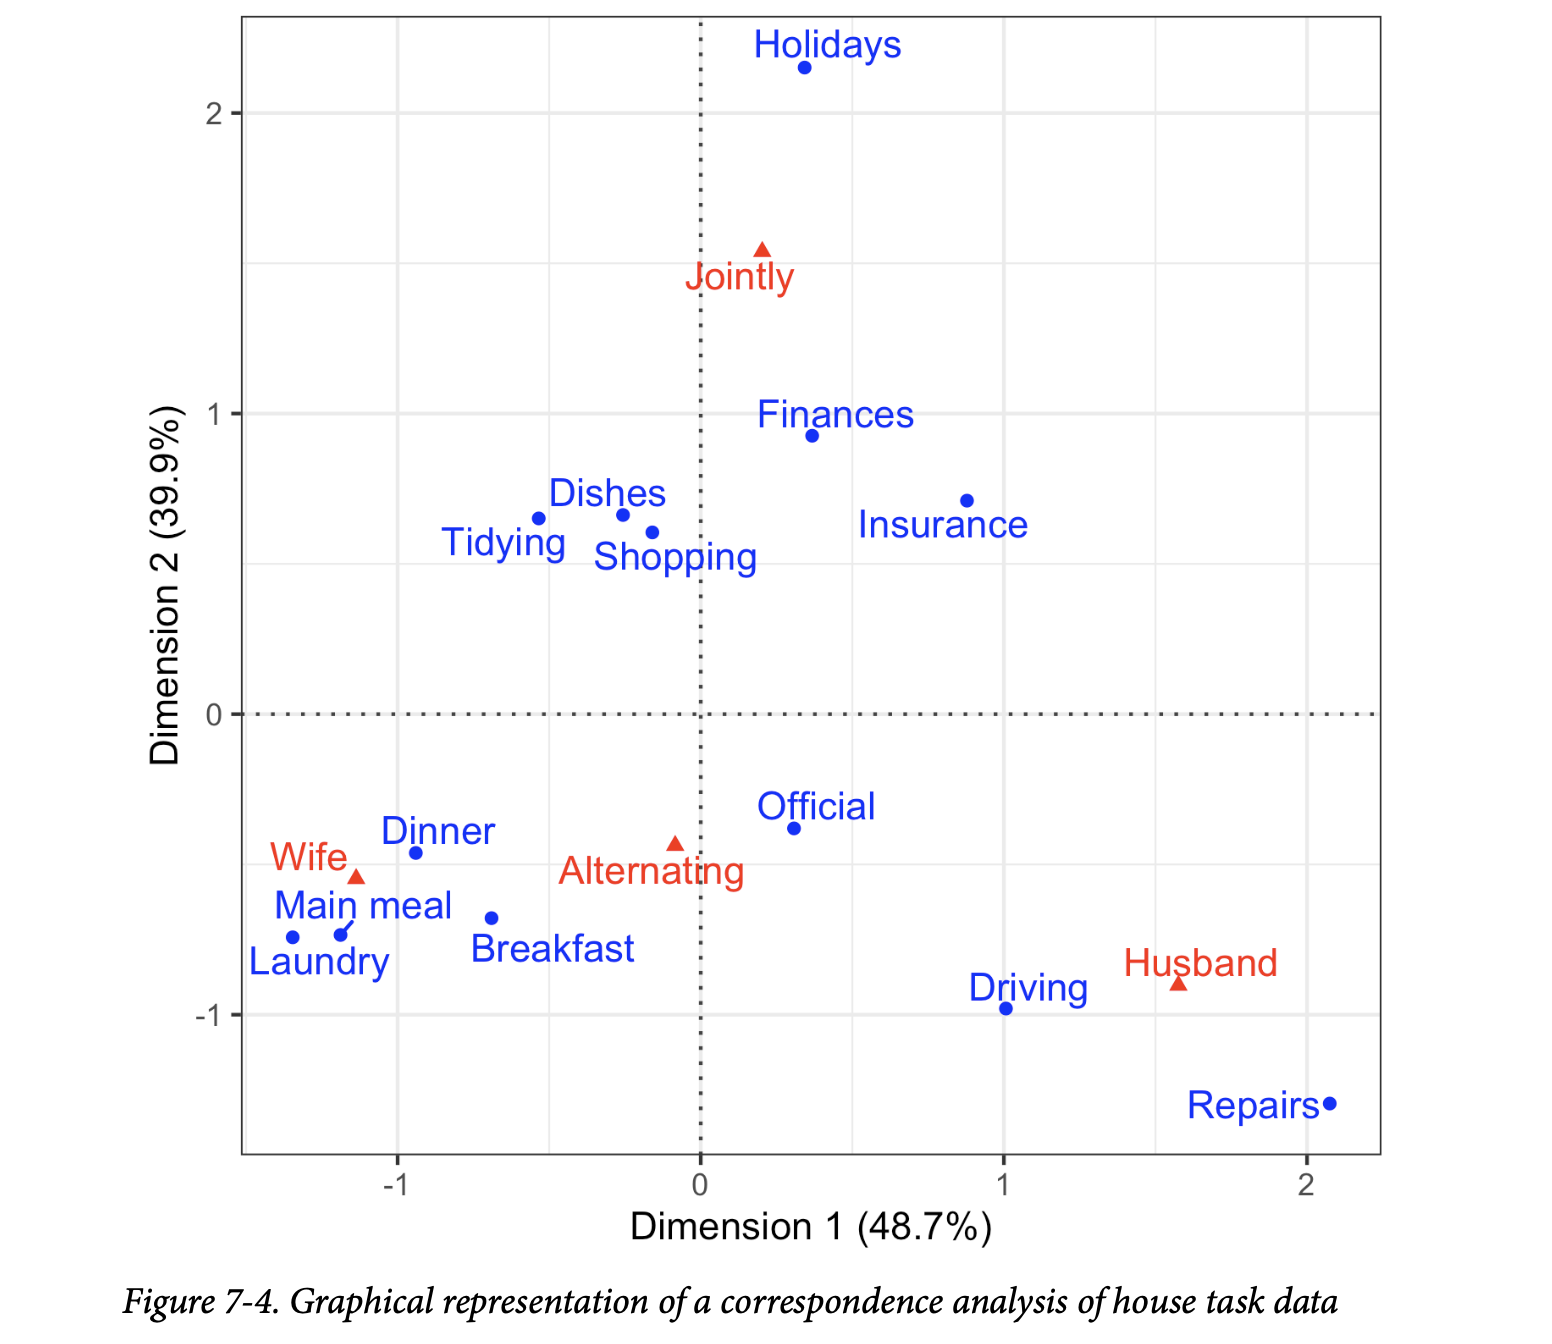 Holidays
2
Jointly
1
Finances
Dishes
Insurance
Tidying
Shopping
Dimension 2 (39.9%)
0
Official
Dinner
Wife
Alternating
Main meal
Breakfast
Laundry
Husband
Driving
-1
Repairs
-1 0 1 2
Dimension 1 (48.7%)
Figure 7-4. Graphical representation of a correspondence analysis of house task data